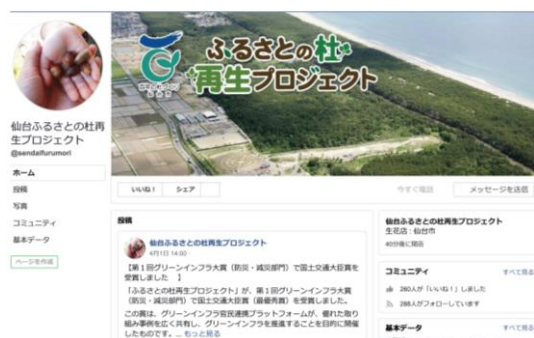 ふるさとの杜
再生プロジェクト
仙台ふるさとの杜再
生プロジェクト
@sendaifurumori
ホーム
投稿
写真
コミュニティ
基本データ
ページを作成
いいね! シェア
今すぐ電話
メッセージを送信
投稿
仙台ふるさとの杜再生プロジェクト
4月1日 14:00
【第1回グリーンインフラ大賞(防災・減災部門)で国土交通大臣賞を
受賞しました 】
「ふるさとの杜再生プロジェクト」が、第1回グリーンインフラ大賞
(防災・減災部門)で国土交通大臣賞(最優秀賞)を受賞しました。
この賞は、グリーンインフラ官民連携プラットフォームが、優れた取り
組み事例を広く共有し、グリーンインフラを推進することを目的に開催
したものです。... もっと見る
仙台ふるさとの杜再生プロジェクト
生花店 : 仙台市
40分後に開店
コミュニティ
すべて見る
260人が「いいね!」しました
288人がフォローしています
基本データ
すべて見る